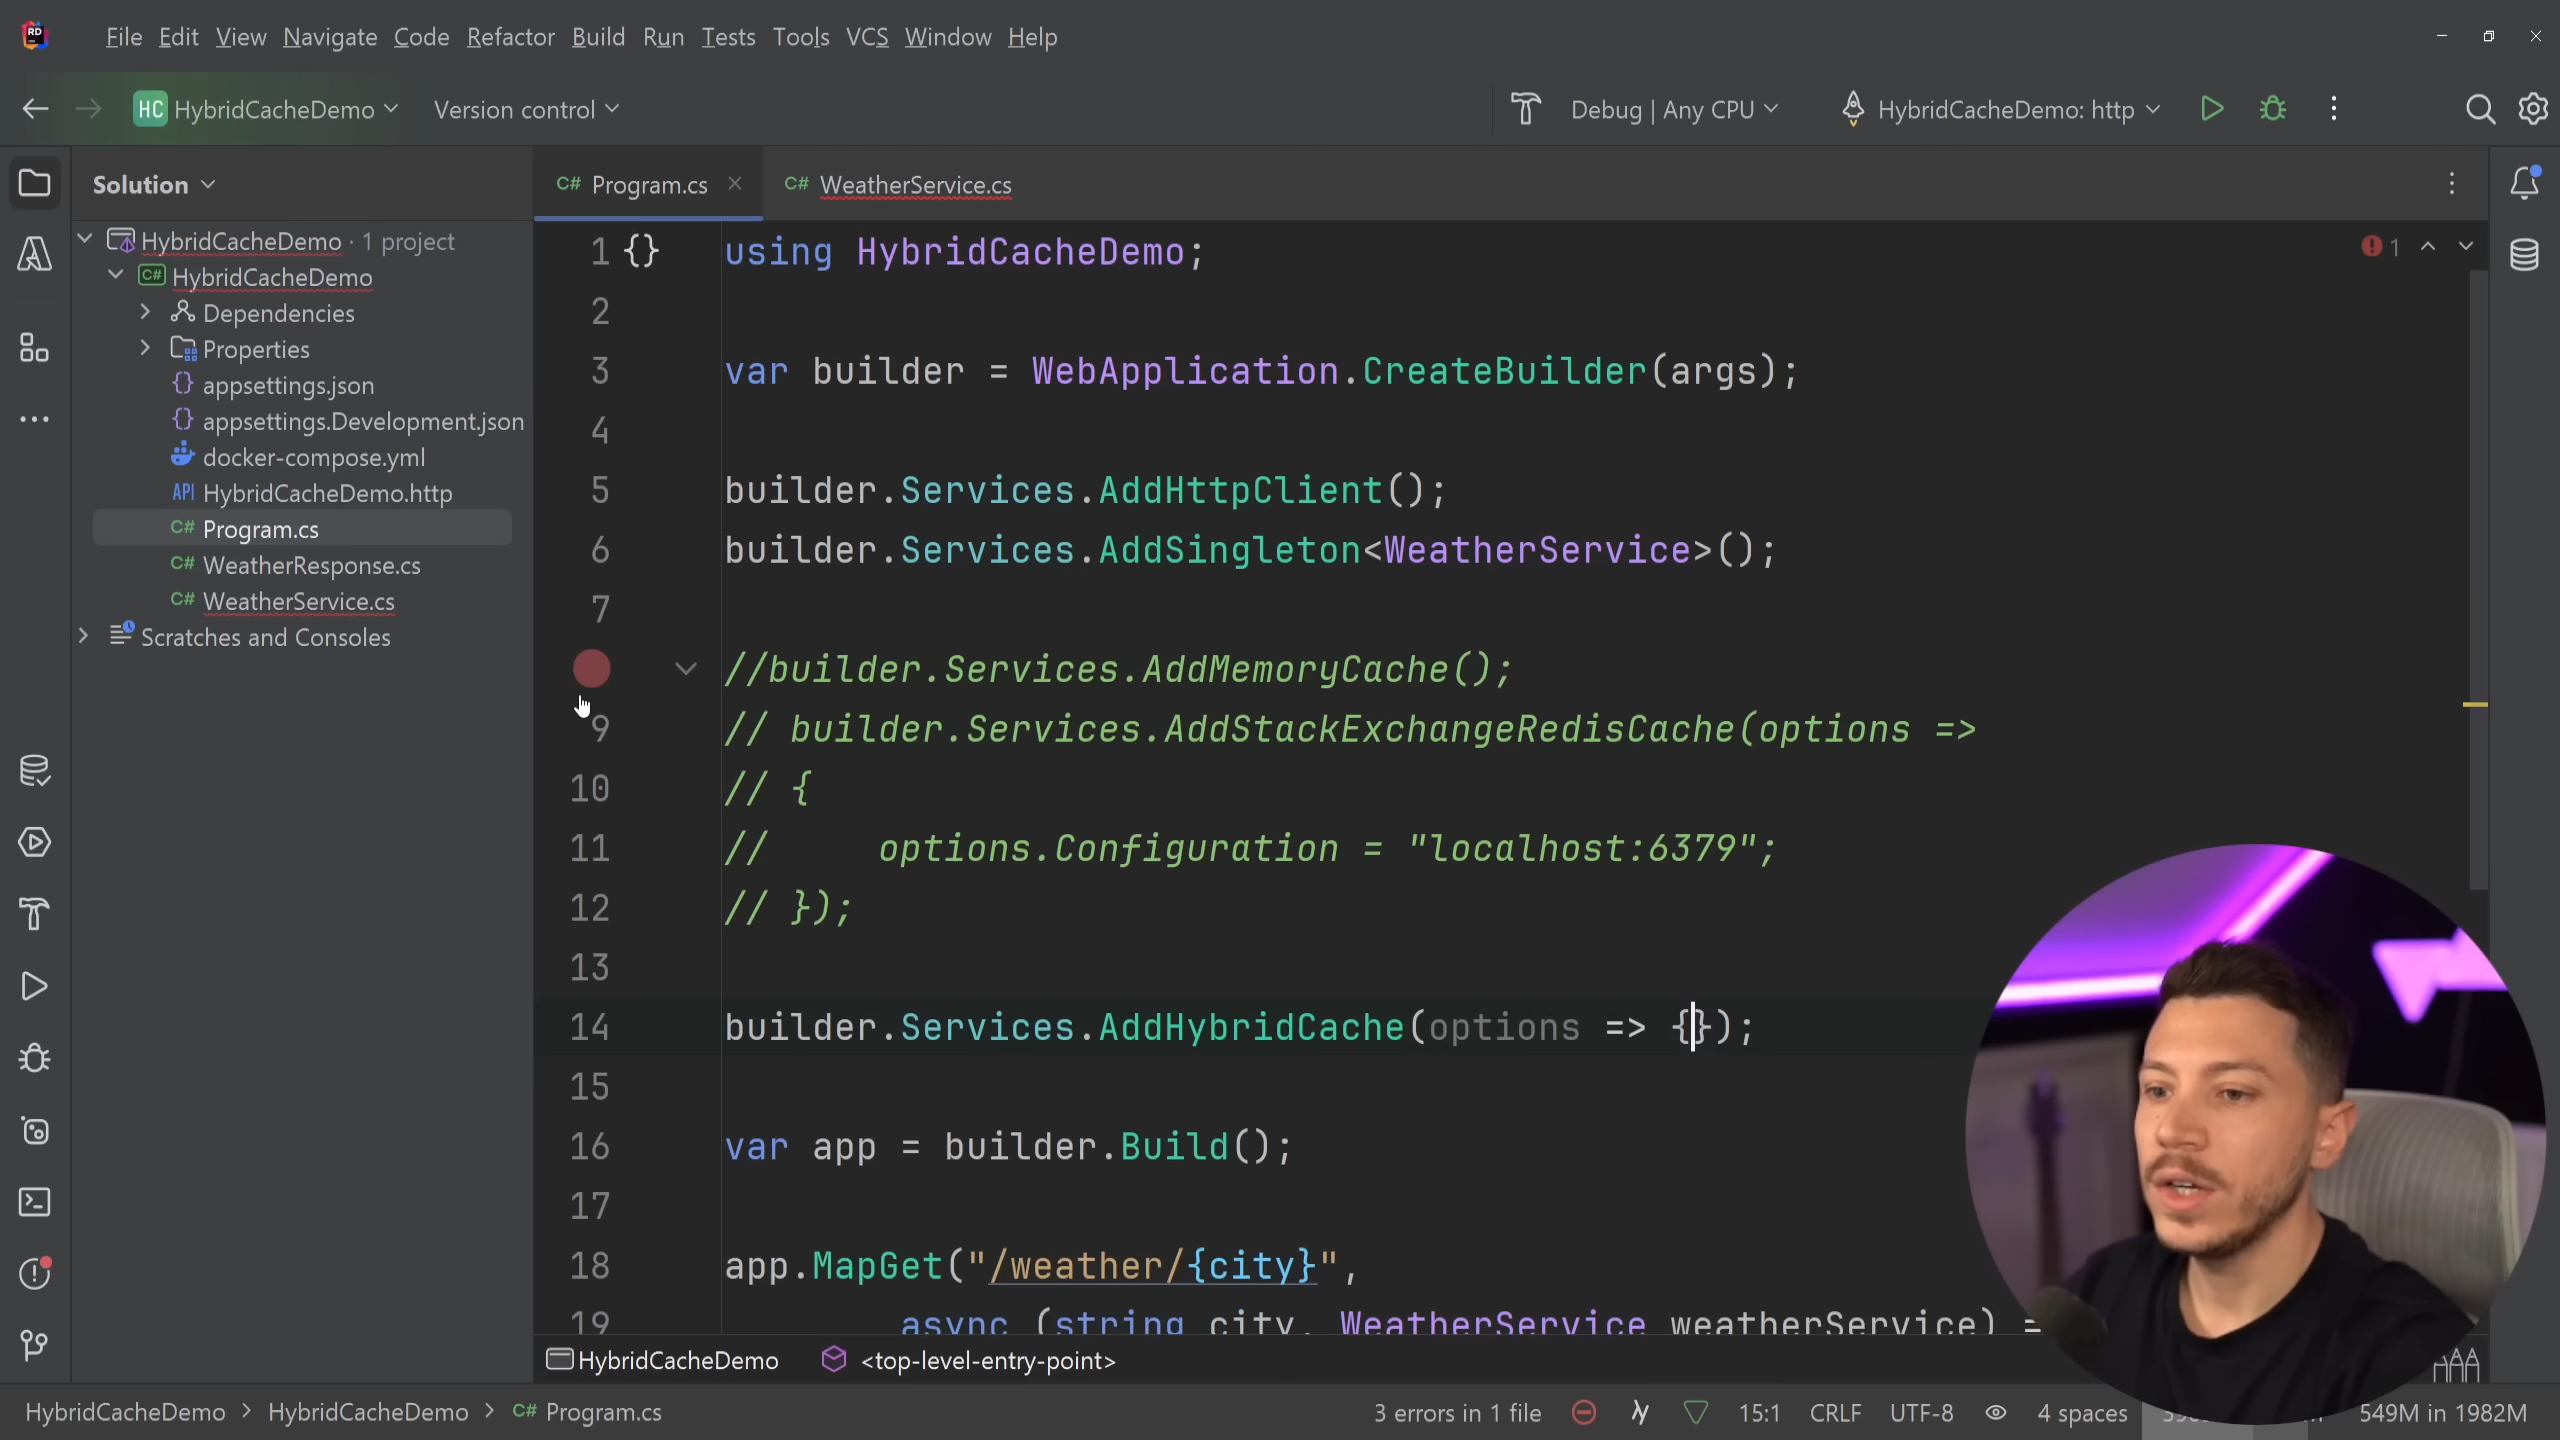 RD
File Edit View Navigate Code Refactor Build Run Tests Tools VCS Window Help
HC HybridCacheDemo Version control Debug | Any CPU HybridCacheDemo: http
Solution
C# Program.cs C# WeatherService.cs
HybridCacheDemo · 1 project
C# HybridCacheDemo
Dependencies
Properties
{} appsettings.json
{} appsettings.Development.json
docker-compose.yml
API HybridCacheDemo.http
C# Program.cs
C# WeatherResponse.cs
C# WeatherService.cs
Scratches and Consoles
1 {} using HybridCacheDemo;
1
2
3 var builder = WebApplication.CreateBuilder(args);
4
5 builder.Services.AddHttpClient();
6 builder.Services.AddSingleton<WeatherService>();
7
//builder.Services.AddMemoryCache();
9 // builder.Services.AddStackExchangeRedisCache(options =>
10 // {
11 //     options.Configuration = "localhost:6379";
12 // });
13
14 builder.Services.AddHybridCache(options => {});
15
16 var app = builder.Build();
17
18 app.MapGet("/weather/{city}",
19 async (string city, WeatherService weatherService) =
HybridCacheDemo <top-level-entry-point>
HybridCacheDemo > HybridCacheDemo > C# Program.cs
3 errors in 1 file 15:1 CRLF UTF-8 4 spaces 549M in 1982M